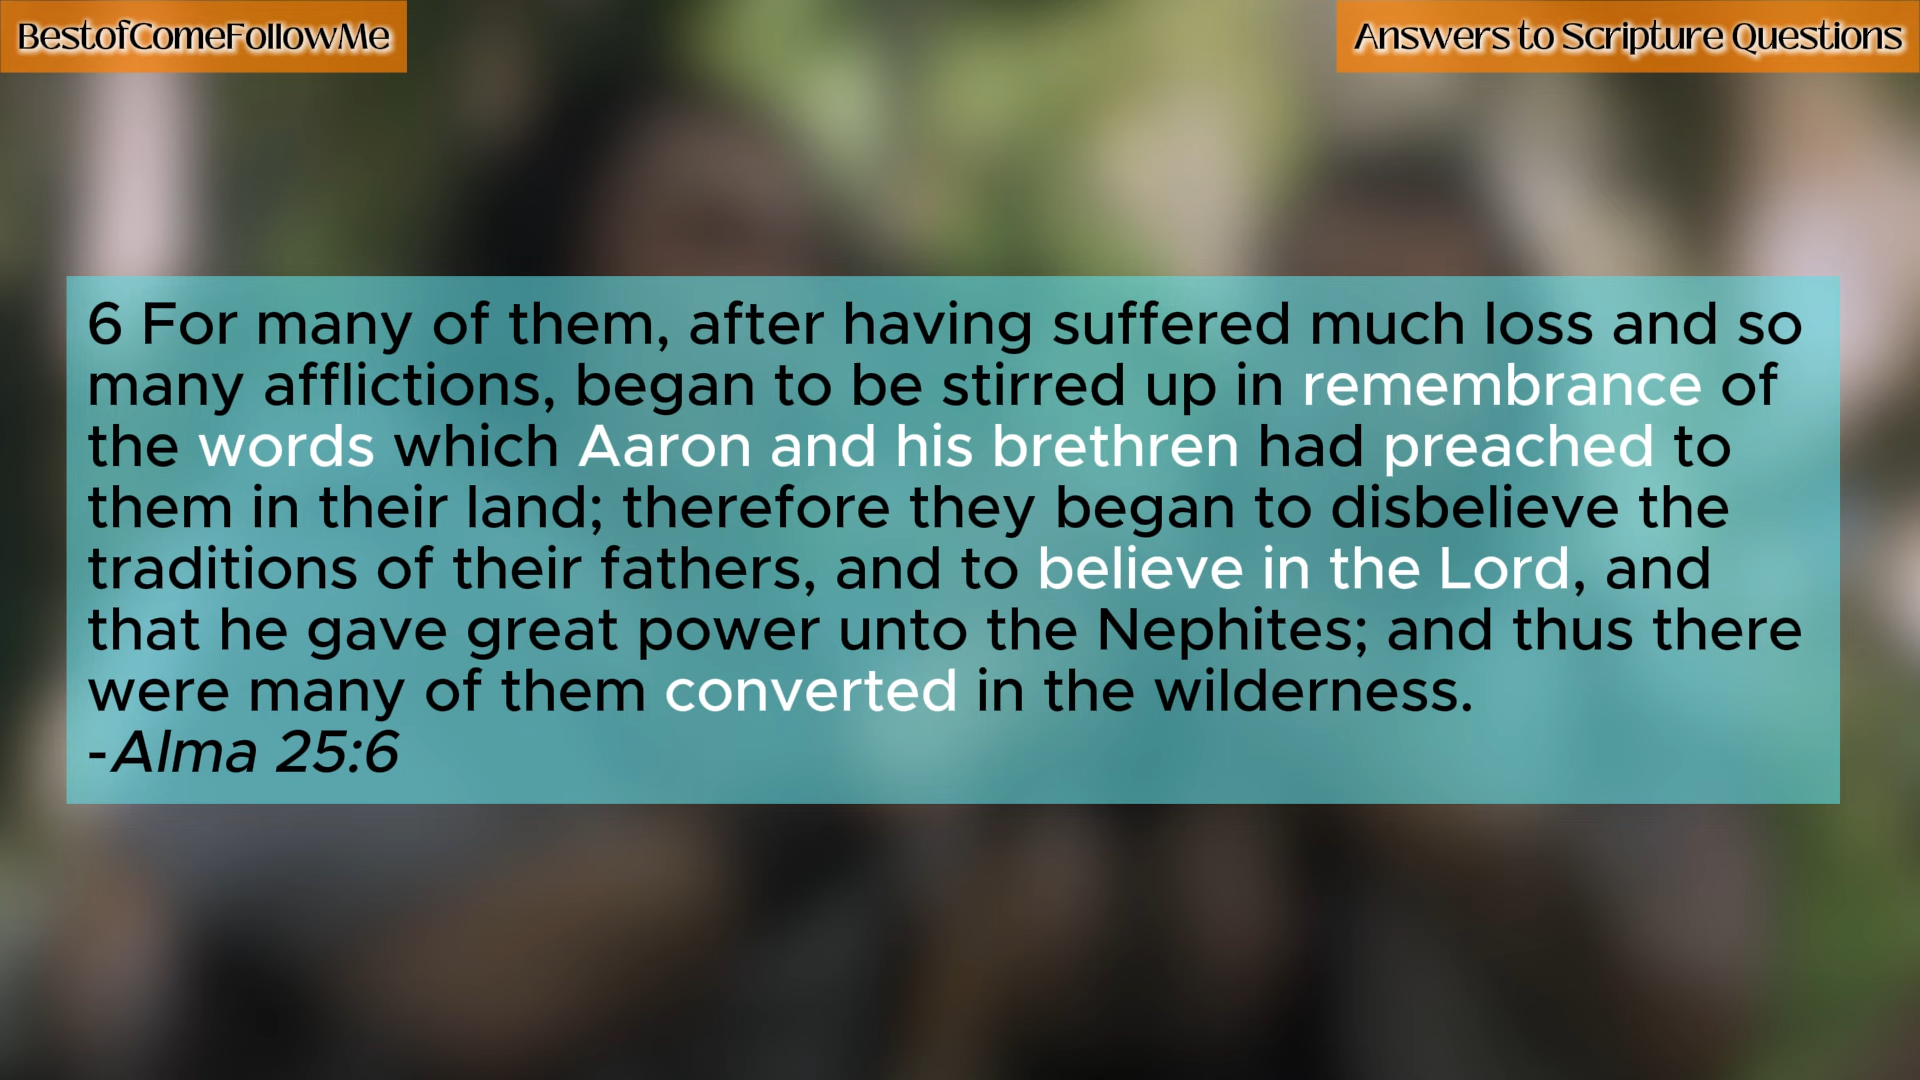 BestofComeFollowMe
Answers to Scripture Questions
6 For many of them, after having suffered much loss and so
many afflictions, began to be stirred up in remembrance of
the words which Aaron and his brethren had preached to
them in their land; therefore they began to disbelieve the
traditions of their fathers, and to believe in the Lord, and
that he gave great power unto the Nephites; and thus there
were many of them converted in the wilderness.
-Alma 25:6